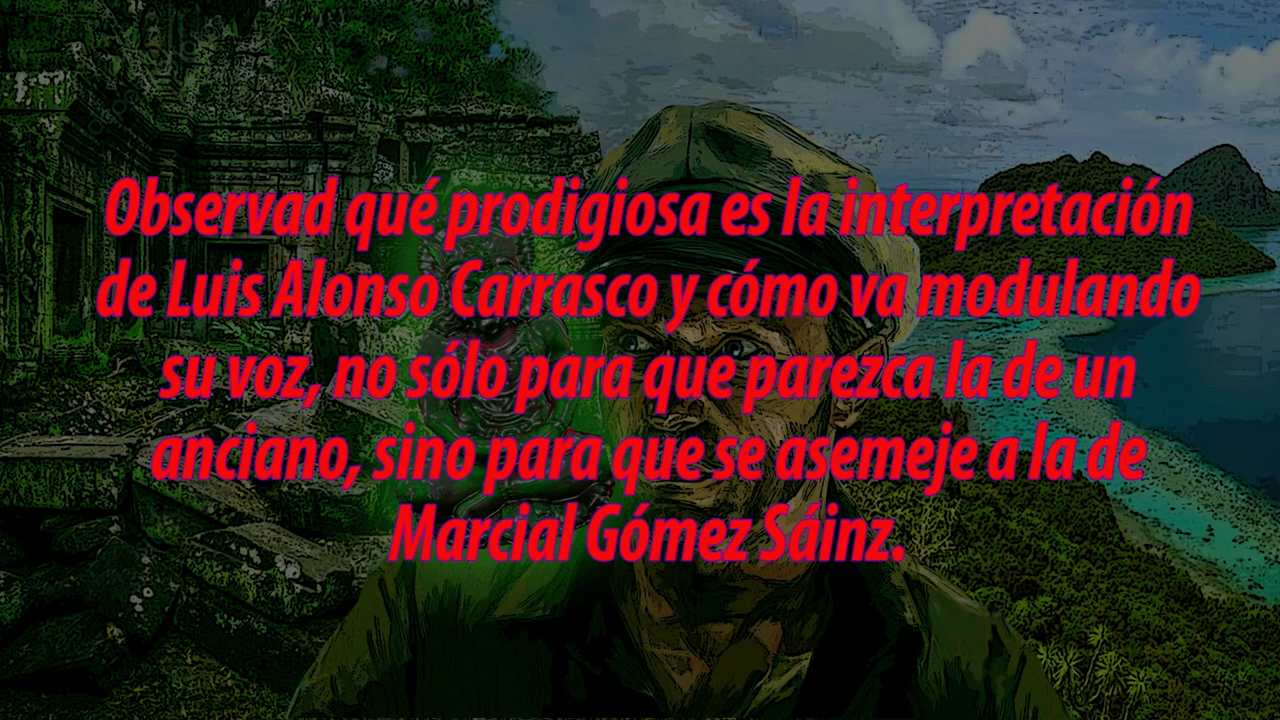 Observad qué prodigiosa es la interpretación
de Luis Alonso Carrasco y cómo va modulando
su voz, no sólo para que parezca la de un
anciano, sino para que se asemeje a la de
Marcial Gómez Sáinz.